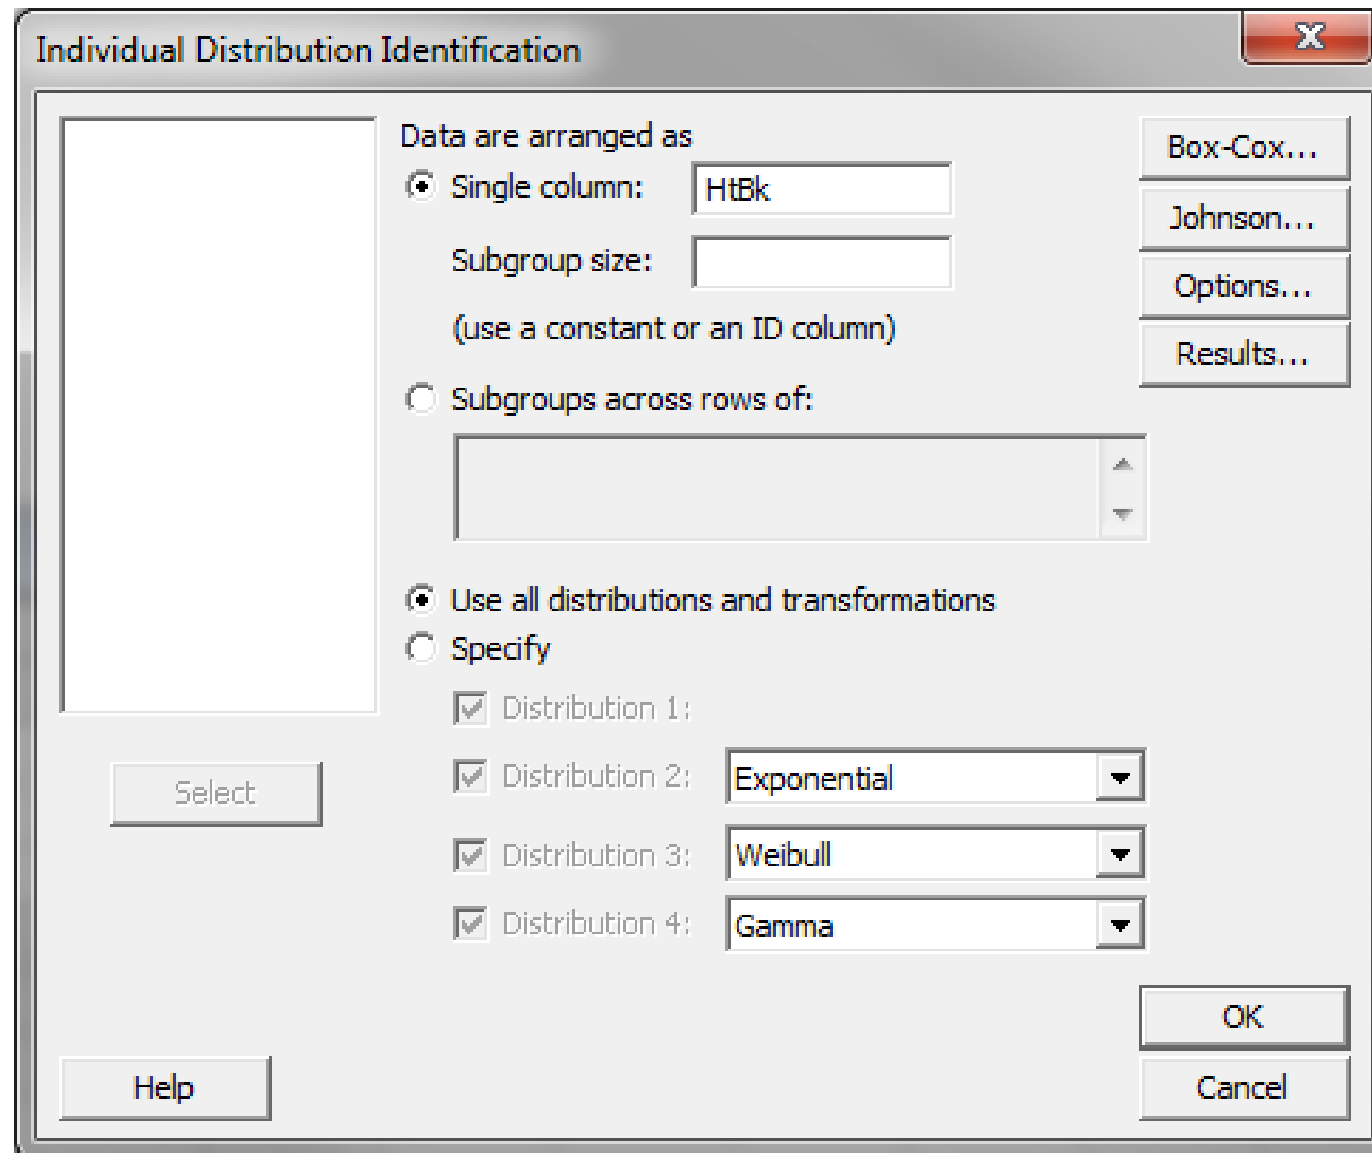 Individual Distribution Identification
Data are arranged as
Single column: HtBk
Subgroup size:
(use a constant or an ID column)
Subgroups across rows of:
Use all distributions and transformations
Specify
Distribution 1:
Distribution 2: Exponential
Distribution 3: Weibull
Distribution 4: Gamma
Select
Box-Cox...
Johnson...
Options...
Results...
Help
OK
Cancel